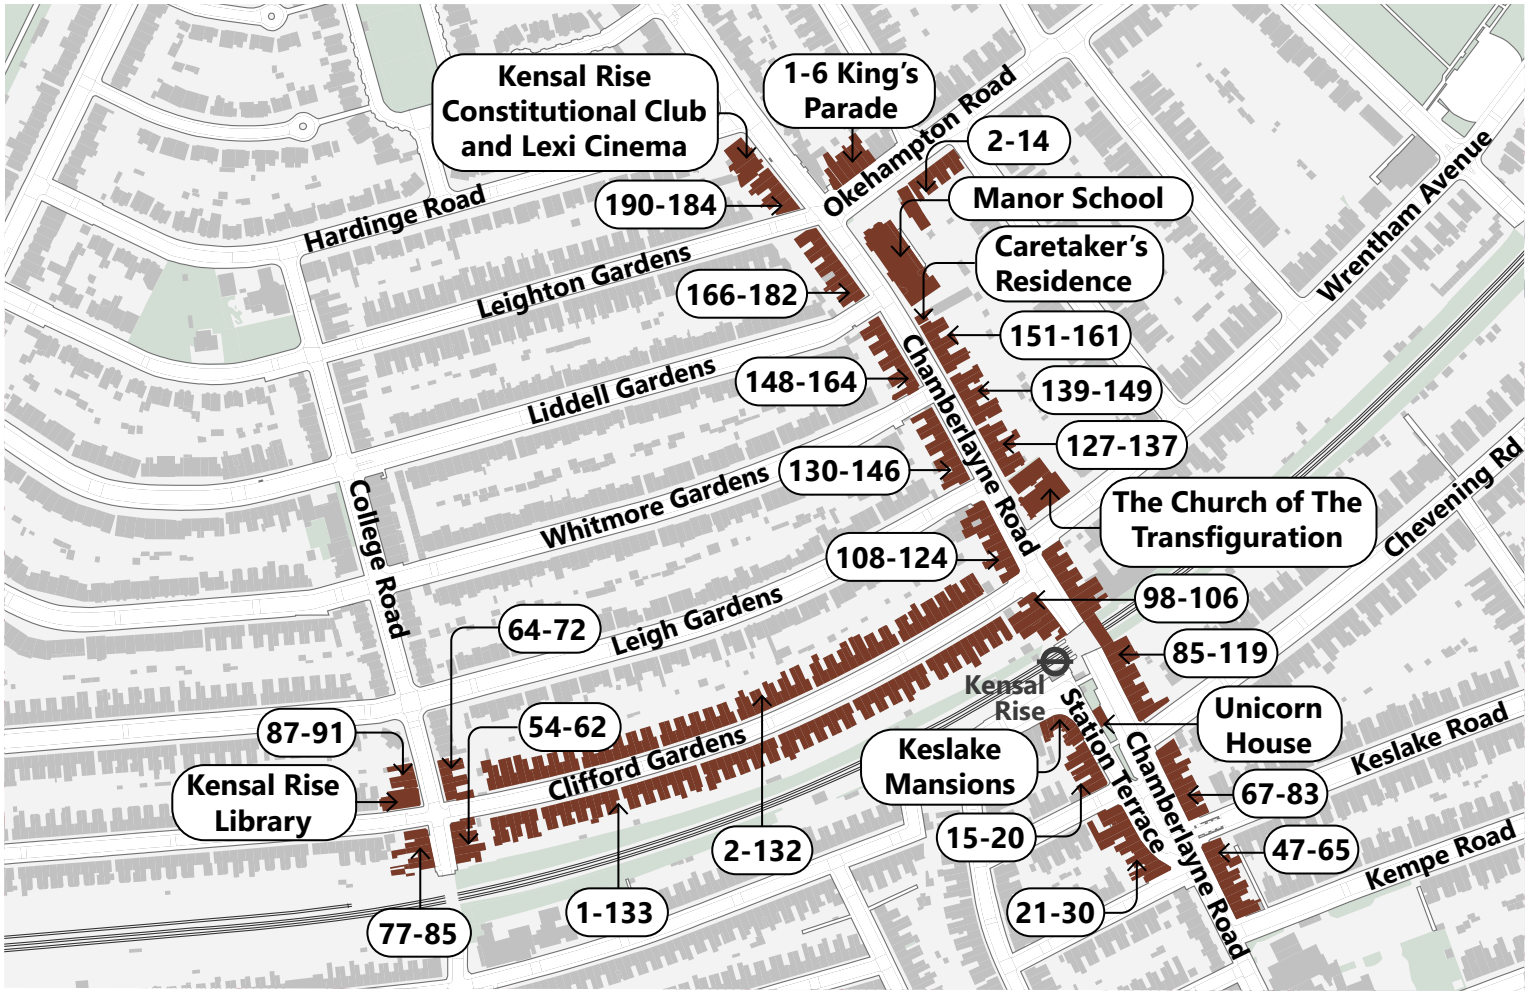 Kensal Rise
Constitutional Club
and Lexi Cinema
1-6 King's
Parade
Okehampton Road
2-14
190-184
Manor School
Hardinge Road
Caretaker's
Residence
Wrentham Avenue
Leighton Gardens
166-182
151-161
Liddell Gardens
148-164
139-149
Chamberlayne Road
127-137
130-146
Whitmore Gardens
College Road
The Church of The
Transfiguration
Chevening Rd
108-124
98-106
64-72
Leigh Gardens
85-119
Kensal
Rise
Station Terrace
Unicorn
House
87-91
54-62
Clifford Gardens
Keslake
Mansions
Chamberlayne Road
Keslake Road
Kensal Rise
Library
67-83
2-132
15-20
47-65
Kempe Road
1-133
21-30
77-85